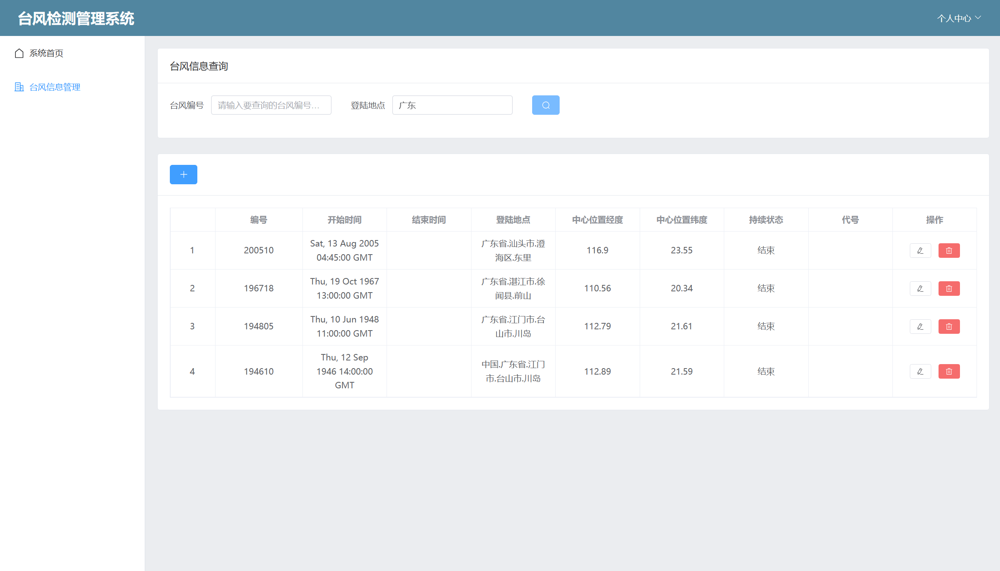 台风检测管理系统
个人中心
系统首页
台风信息管理
台风信息查询
台风编号 请输入要查询的台风编号... 登陆地点 广东
编号 开始时间 结束时间 登陆地点 中心位置经度 中心位置纬度 持续状态 代号 操作
1 200510 Sat, 13 Aug 2005 04:45:00 GMT 广东省.汕头市.澄海区.东里 116.9 23.55 结束
2 196718 Thu, 19 Oct 1967 13:00:00 GMT 广东省.湛江市.徐闻县.前山 110.56 20.34 结束
3 194805 Thu, 10 Jun 1948 11:00:00 GMT 广东省.江门市.台山市.川岛 112.79 21.61 结束
4 194610 Thu, 12 Sep 1946 14:00:00 GMT 中国.广东省.江门市.台山市.川岛 112.89 21.59 结束